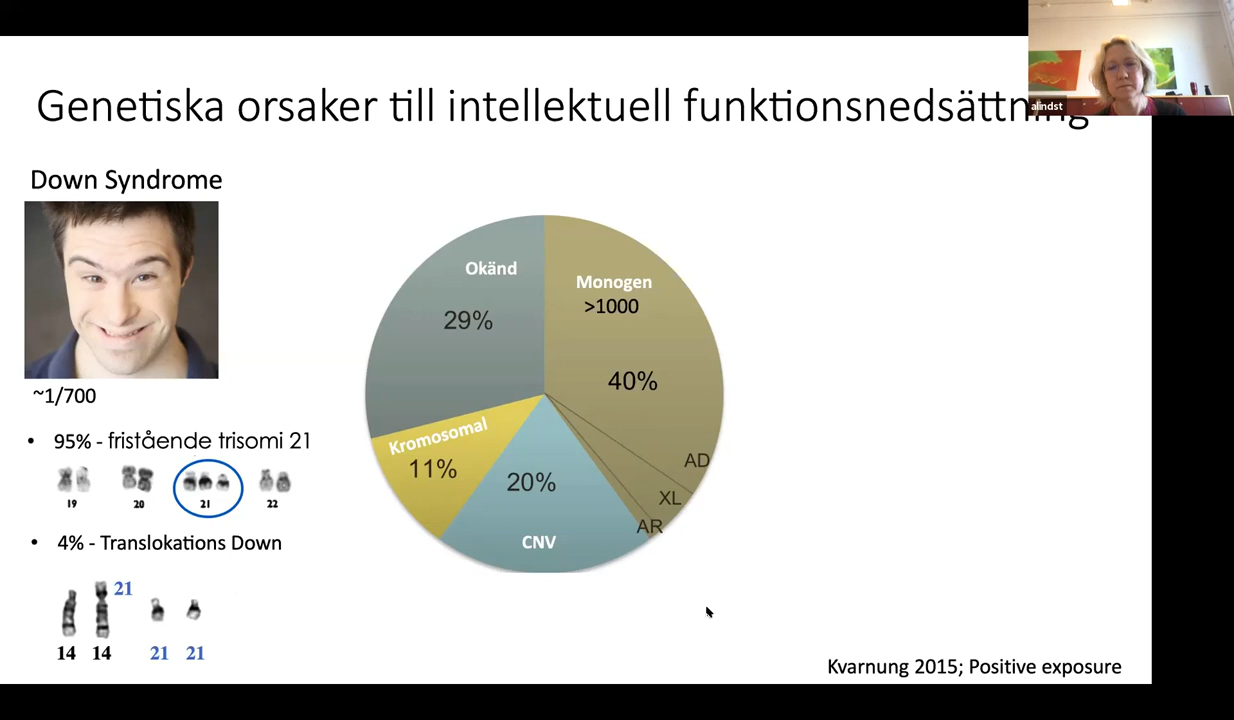 Genetiska orsaker till intellektuell funktionsnedsättning
alindst
Down Syndrome
~1/700
• 95% - fristående trisomi 21
19 20 21 22
• 4% - Translokations Down
21
14 14 21 21
Okänd
29%
Monogen
>1000
40%
Kromosomal
11%
20%
CNV
AD
XL
AR
Kvarnung 2015; Positive exposure